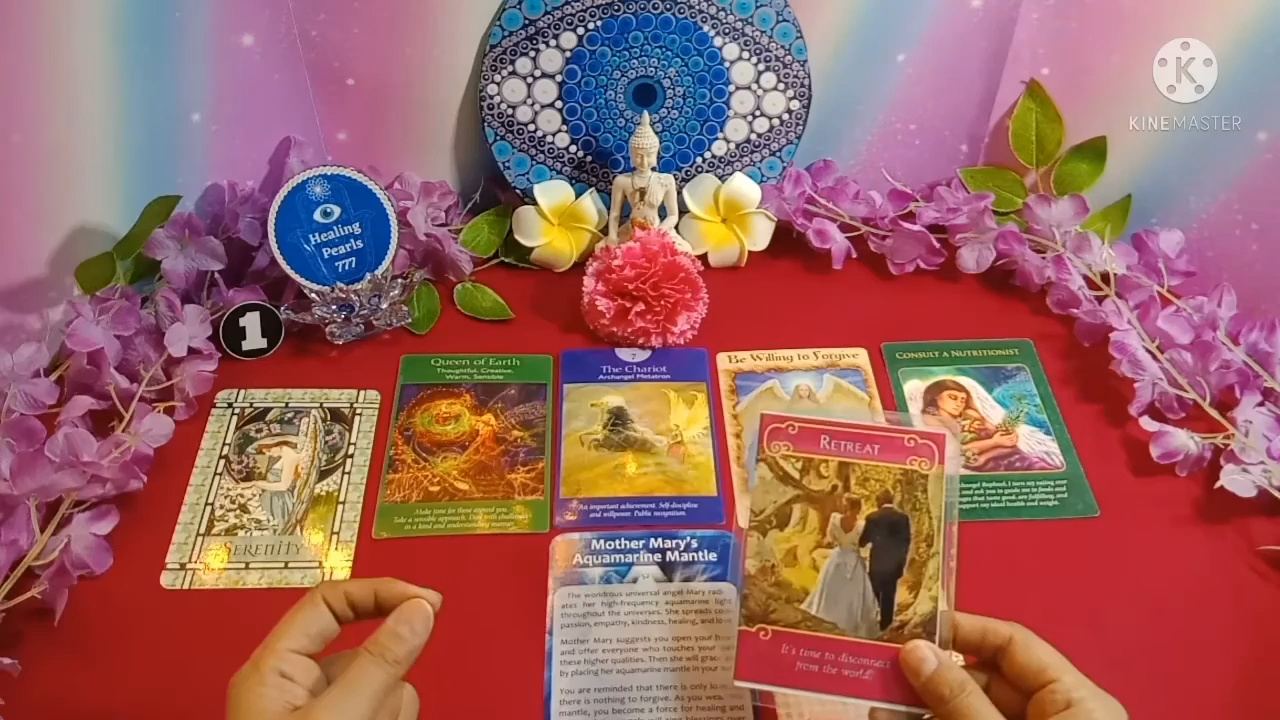 KINEMASTER
Healing
Pearls
777
1
Queen of Earth
Thoughtful, Creative,
Warm, Sensible
Make time for those around you.
Take a sensible approach. Deal with challenges
in a kind and understanding manner.
7
The Chariot
Archangel Metatron
An important achievement. Self-discipline
and willpower. Public recognition.
Be Willing to Forgive
CONSULT A NUTRITIONIST
SERENITY
RETREAT
It's time to disconnect
from the world!
Mother Mary's
Aquamarine Mantle
The wondrous universal angel Mary radi-
ates her high-frequency aquamarine light
throughout the universes. She spreads com-
passion, empathy, kindness, healing, and
Mother Mary suggests you open your
and offer everyone who touches your
these higher qualities. Then she will
by placing her aquamarine mantle in your
You are reminded that there is only
there is nothing to forgive. As you
mantle, you become a force for healing and